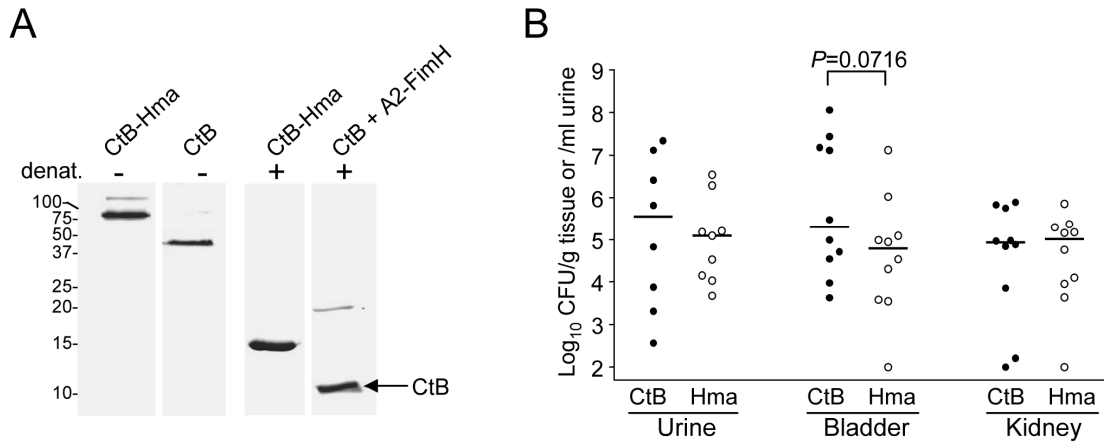 A
CtB-Hma
CtB
CtB-Hma
CtB + A2-FimH
denat. - - + +
100
75-
50-
37-
25-
20-
15-
10-
CtB
B
P=0.0716
Log10 CFU/g tissue or /ml urine
9
8
7
6
5
4
3
2
CtB Hma CtB Hma CtB Hma
Urine Bladder Kidney